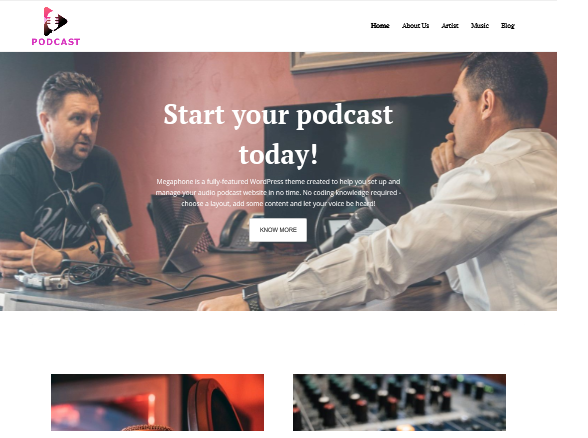 PODCAST
Home About Us Artist Music Blog
Start your podcast
today!
Megaphone is a fully-featured WordPress theme created to help you set up and
manage your audio podcast website in no time. No coding knowledge required -
choose a layout, add some content and let your voice be heard!
KNOW MORE